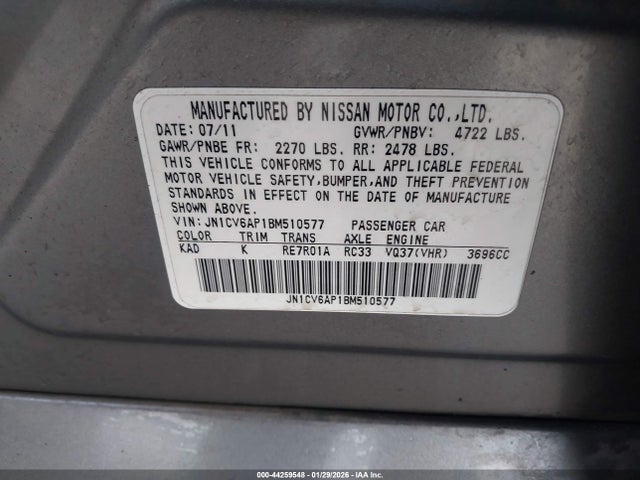 MANUFACTURED BY NISSAN MOTOR CO.,LTD.
DATE: 07/11 GVWR/PNBV: 4722 LBS.
GAWR/PNBE FR: 2270 LBS. RR: 2478 LBS.
THIS VEHICLE CONFORMS TO ALL APPLICABLE FEDERAL
MOTOR VEHICLE SAFETY,BUMPER,AND THEFT PREVENTION
STANDARDS IN EFFECT ON THE DATE OF MANUFACTURE
SHOWN ABOVE.
VIN: JN1CV6AP1BM510577 PASSENGER CAR
COLOR TRIM TRANS AXLE ENGINE
KAD K RE7R01A RC33 VQ37(VHR) 3696CC
JN1CV6AP1BM510577
000-44259548 | 01/29/2026 | IAA Inc.